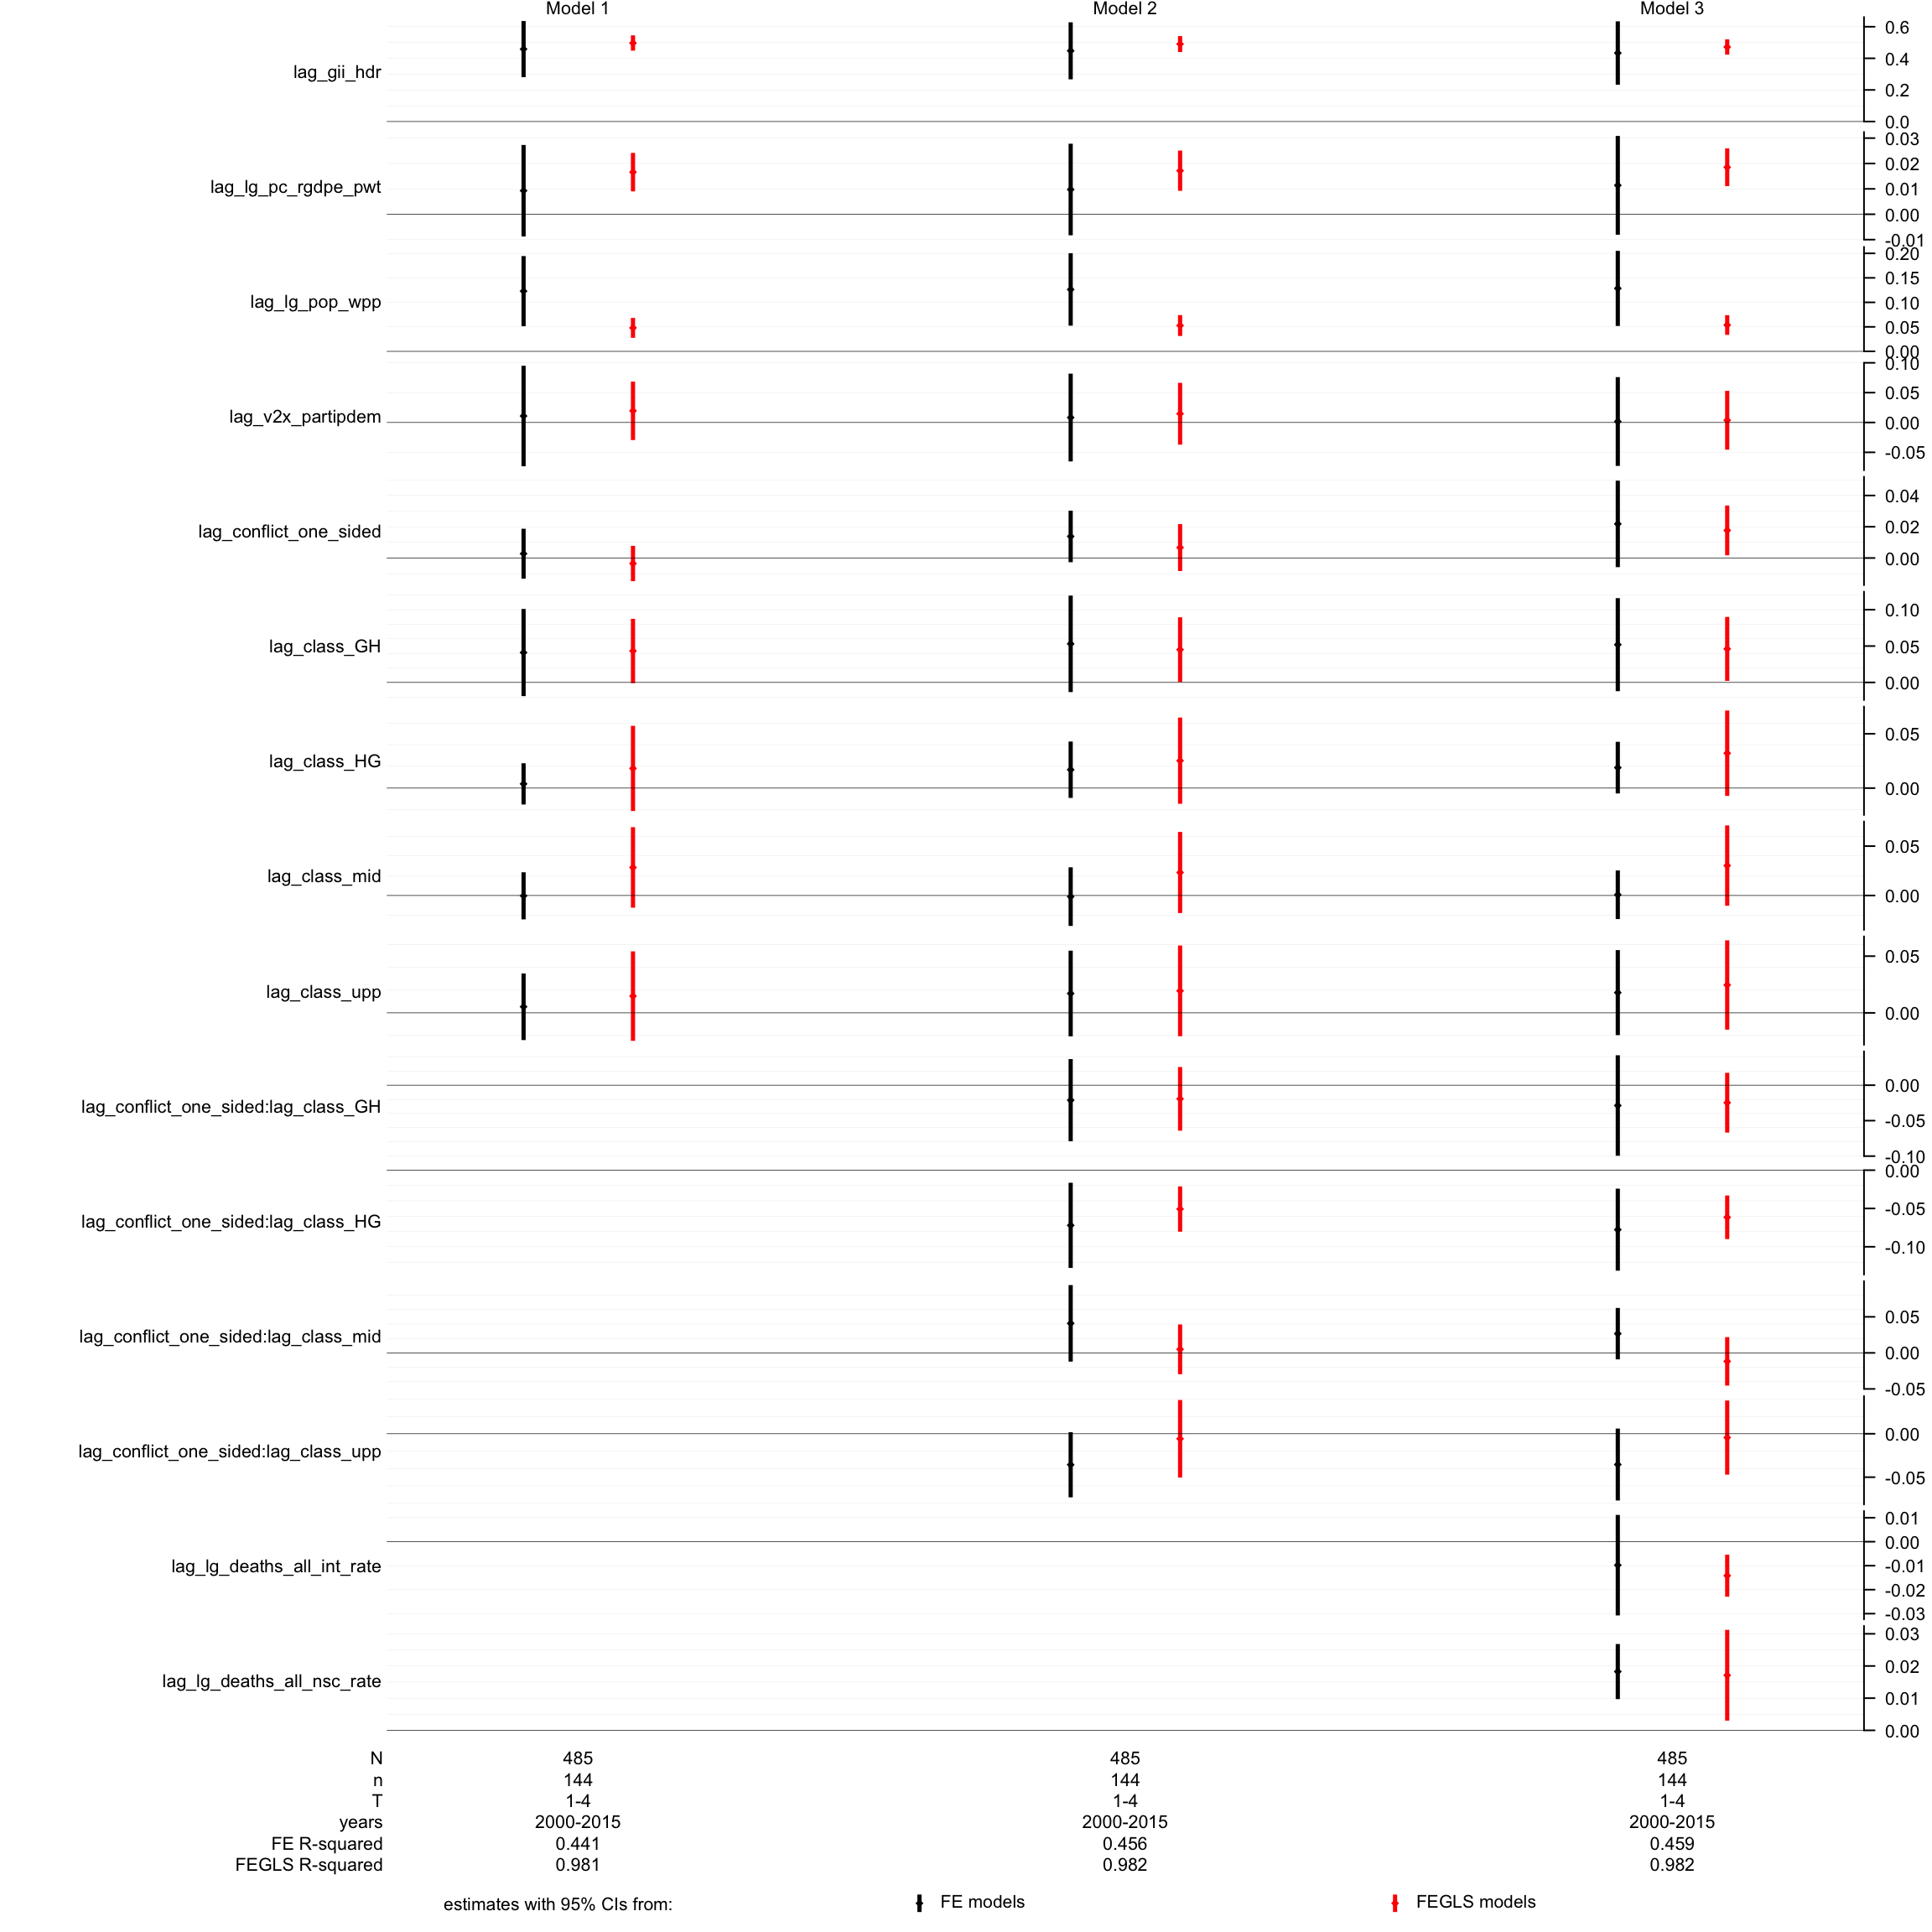 Model 1 Model 2 Model 3
lag_gii_hdr
0.6
0.4
0.2
0.0
lag_lg_pc_rgdpe_pwt
0.03
0.02
0.01
0.00
-0.01
lag_lg_pop_wpp
0.20
0.15
0.10
0.05
0.00
lag_v2x_partipdem
0.10
0.05
0.00
-0.05
lag_conflict_one_sided
0.04
0.02
0.00
lag_class_GH
0.10
0.05
0.00
lag_class_HG
0.05
0.00
lag_class_mid
0.05
0.00
lag_class_upp
0.05
0.00
lag_conflict_one_sided:lag_class_GH
0.00
-0.05
-0.10
lag_conflict_one_sided:lag_class_HG
0.00
-0.05
-0.10
lag_conflict_one_sided:lag_class_mid
0.05
0.00
-0.05
lag_conflict_one_sided:lag_class_upp
0.00
-0.05
lag_lg_deaths_all_int_rate
0.01
0.00
-0.01
-0.02
-0.03
lag_lg_deaths_all_nsc_rate
0.03
0.02
0.01
0.00
N 485 485 485
n 144 144 144
T 1-4 1-4 1-4
years 2000-2015 2000-2015 2000-2015
FE R-squared 0.441 0.456 0.459
FEGLS R-squared 0.981 0.982 0.982
estimates with 95% CIs from: FE models FEGLS models